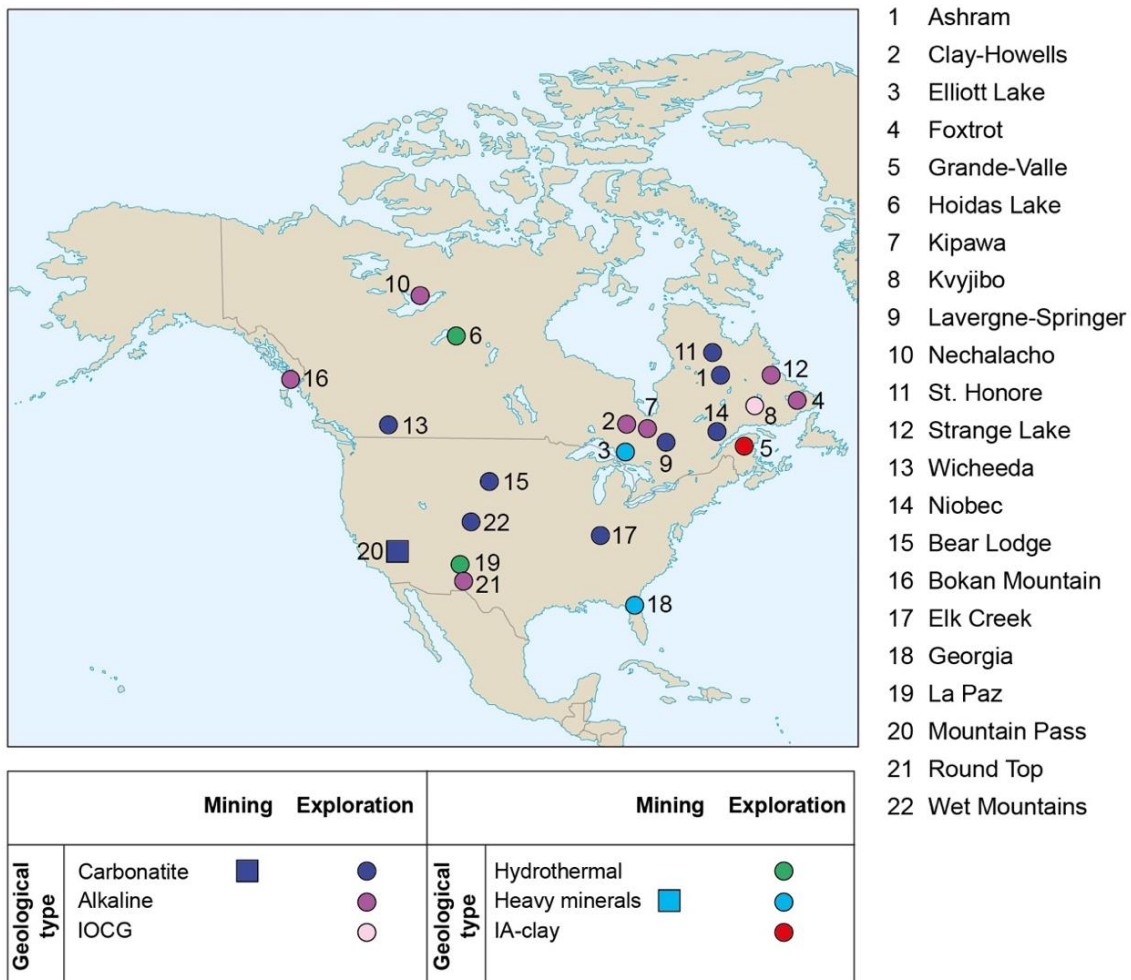 10
6
16
13
11
1
12
4
8
7
2
14
3
9
5
15
22
17
20
19
21
18
1 Ashram
2 Clay-Howells
3 Elliott Lake
4 Foxtrot
5 Grande-Valle
6 Hoidas Lake
7 Kipawa
8 Kvyjibo
9 Lavergne-Springer
10 Nechalacho
11 St. Honore
12 Strange Lake
13 Wicheeda
14 Niobec
15 Bear Lodge
16 Bokan Mountain
17 Elk Creek
18 Georgia
19 La Paz
20 Mountain Pass
21 Round Top
22 Wet Mountains
Mining Exploration
Geological
type
Carbonatite
Alkaline
IOCG
Mining Exploration
Geological
type
Hydrothermal
Heavy minerals
IA-clay